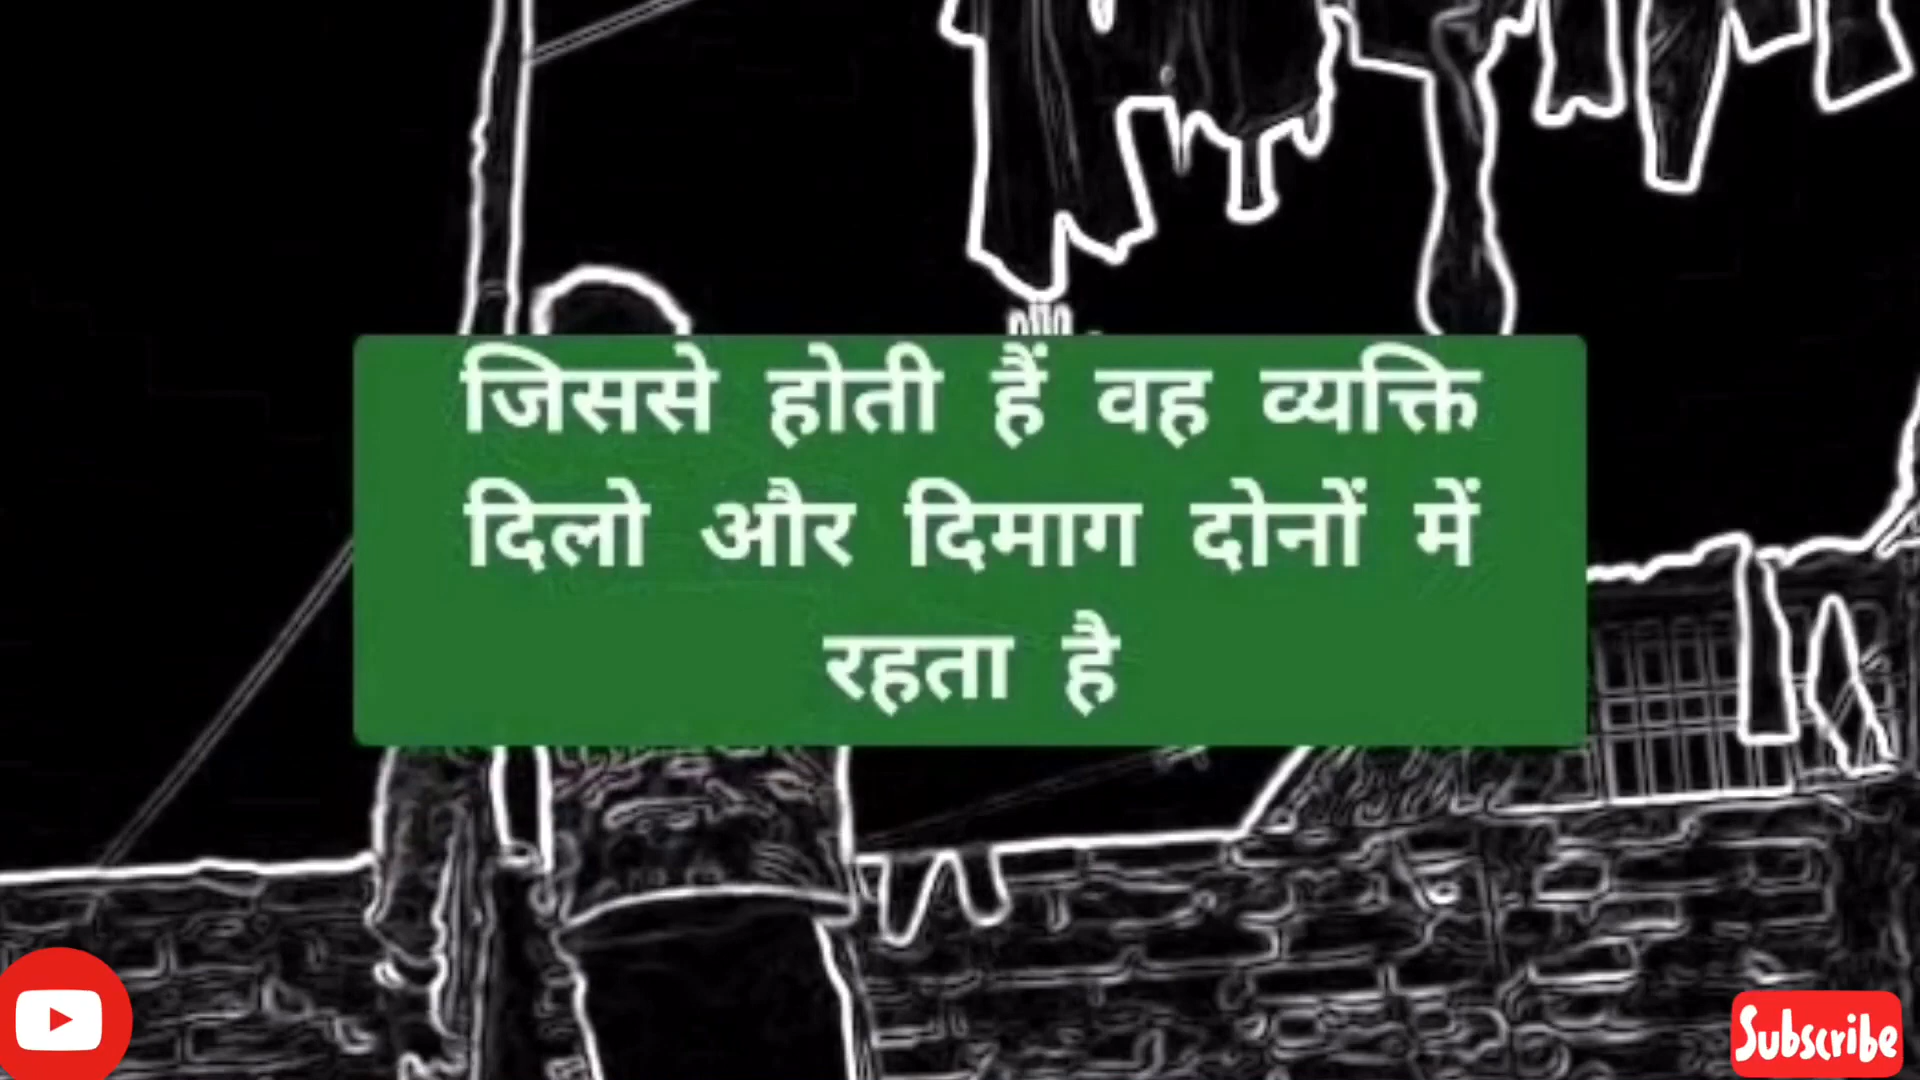 जिससे होती हैं वह व्यक्ति
दिलो और दिमाग दोनों में
रहता है
Subscribe